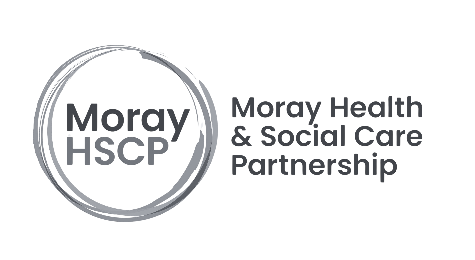 Moray
HSCP
Moray Health
& Social Care
Partnership